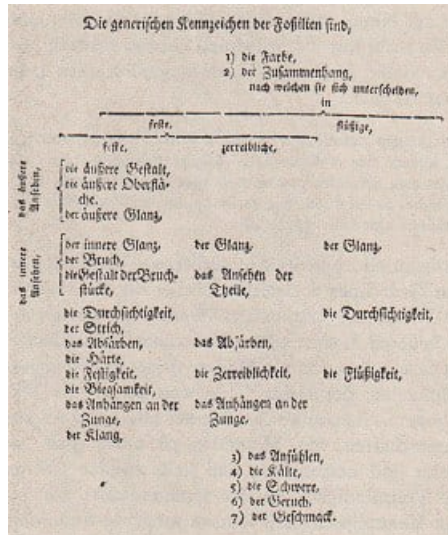 Die generischen Kennzeichen der Foßilien sind,
1) die Farbe,
2) der Zusammenhang,
nach welchen sie sich unterscheiden,
in
feste, flüßige,
feste, zerreibliche,
das äußere
Ansehen,
die äußere Gestalt,
die äußere Oberflä-
che.
der äußere Glanz.
das innere
Ansehen,
der innere Glanz. der Glanz. der Glanz.
der Bruch,
die Gestalt der Bruch- das Ansehen der
stücke, Theile,
die Durchsichtigkeit, die Durchsichtigkeit,
der Strich,
das Abfärben, das Abfärben,
die Härte,
die Festigkeit. die Zerreiblichkeit, die Flüßigkeit,
die Biegsamkeit,
das Anhängen an der das Anhängen an der
Zunge, Zunge.
der Klang,
3) das Anfühlen,
4) die Kälte,
5) die Schwere,
6) der Geruch.
7) der Geschmack.